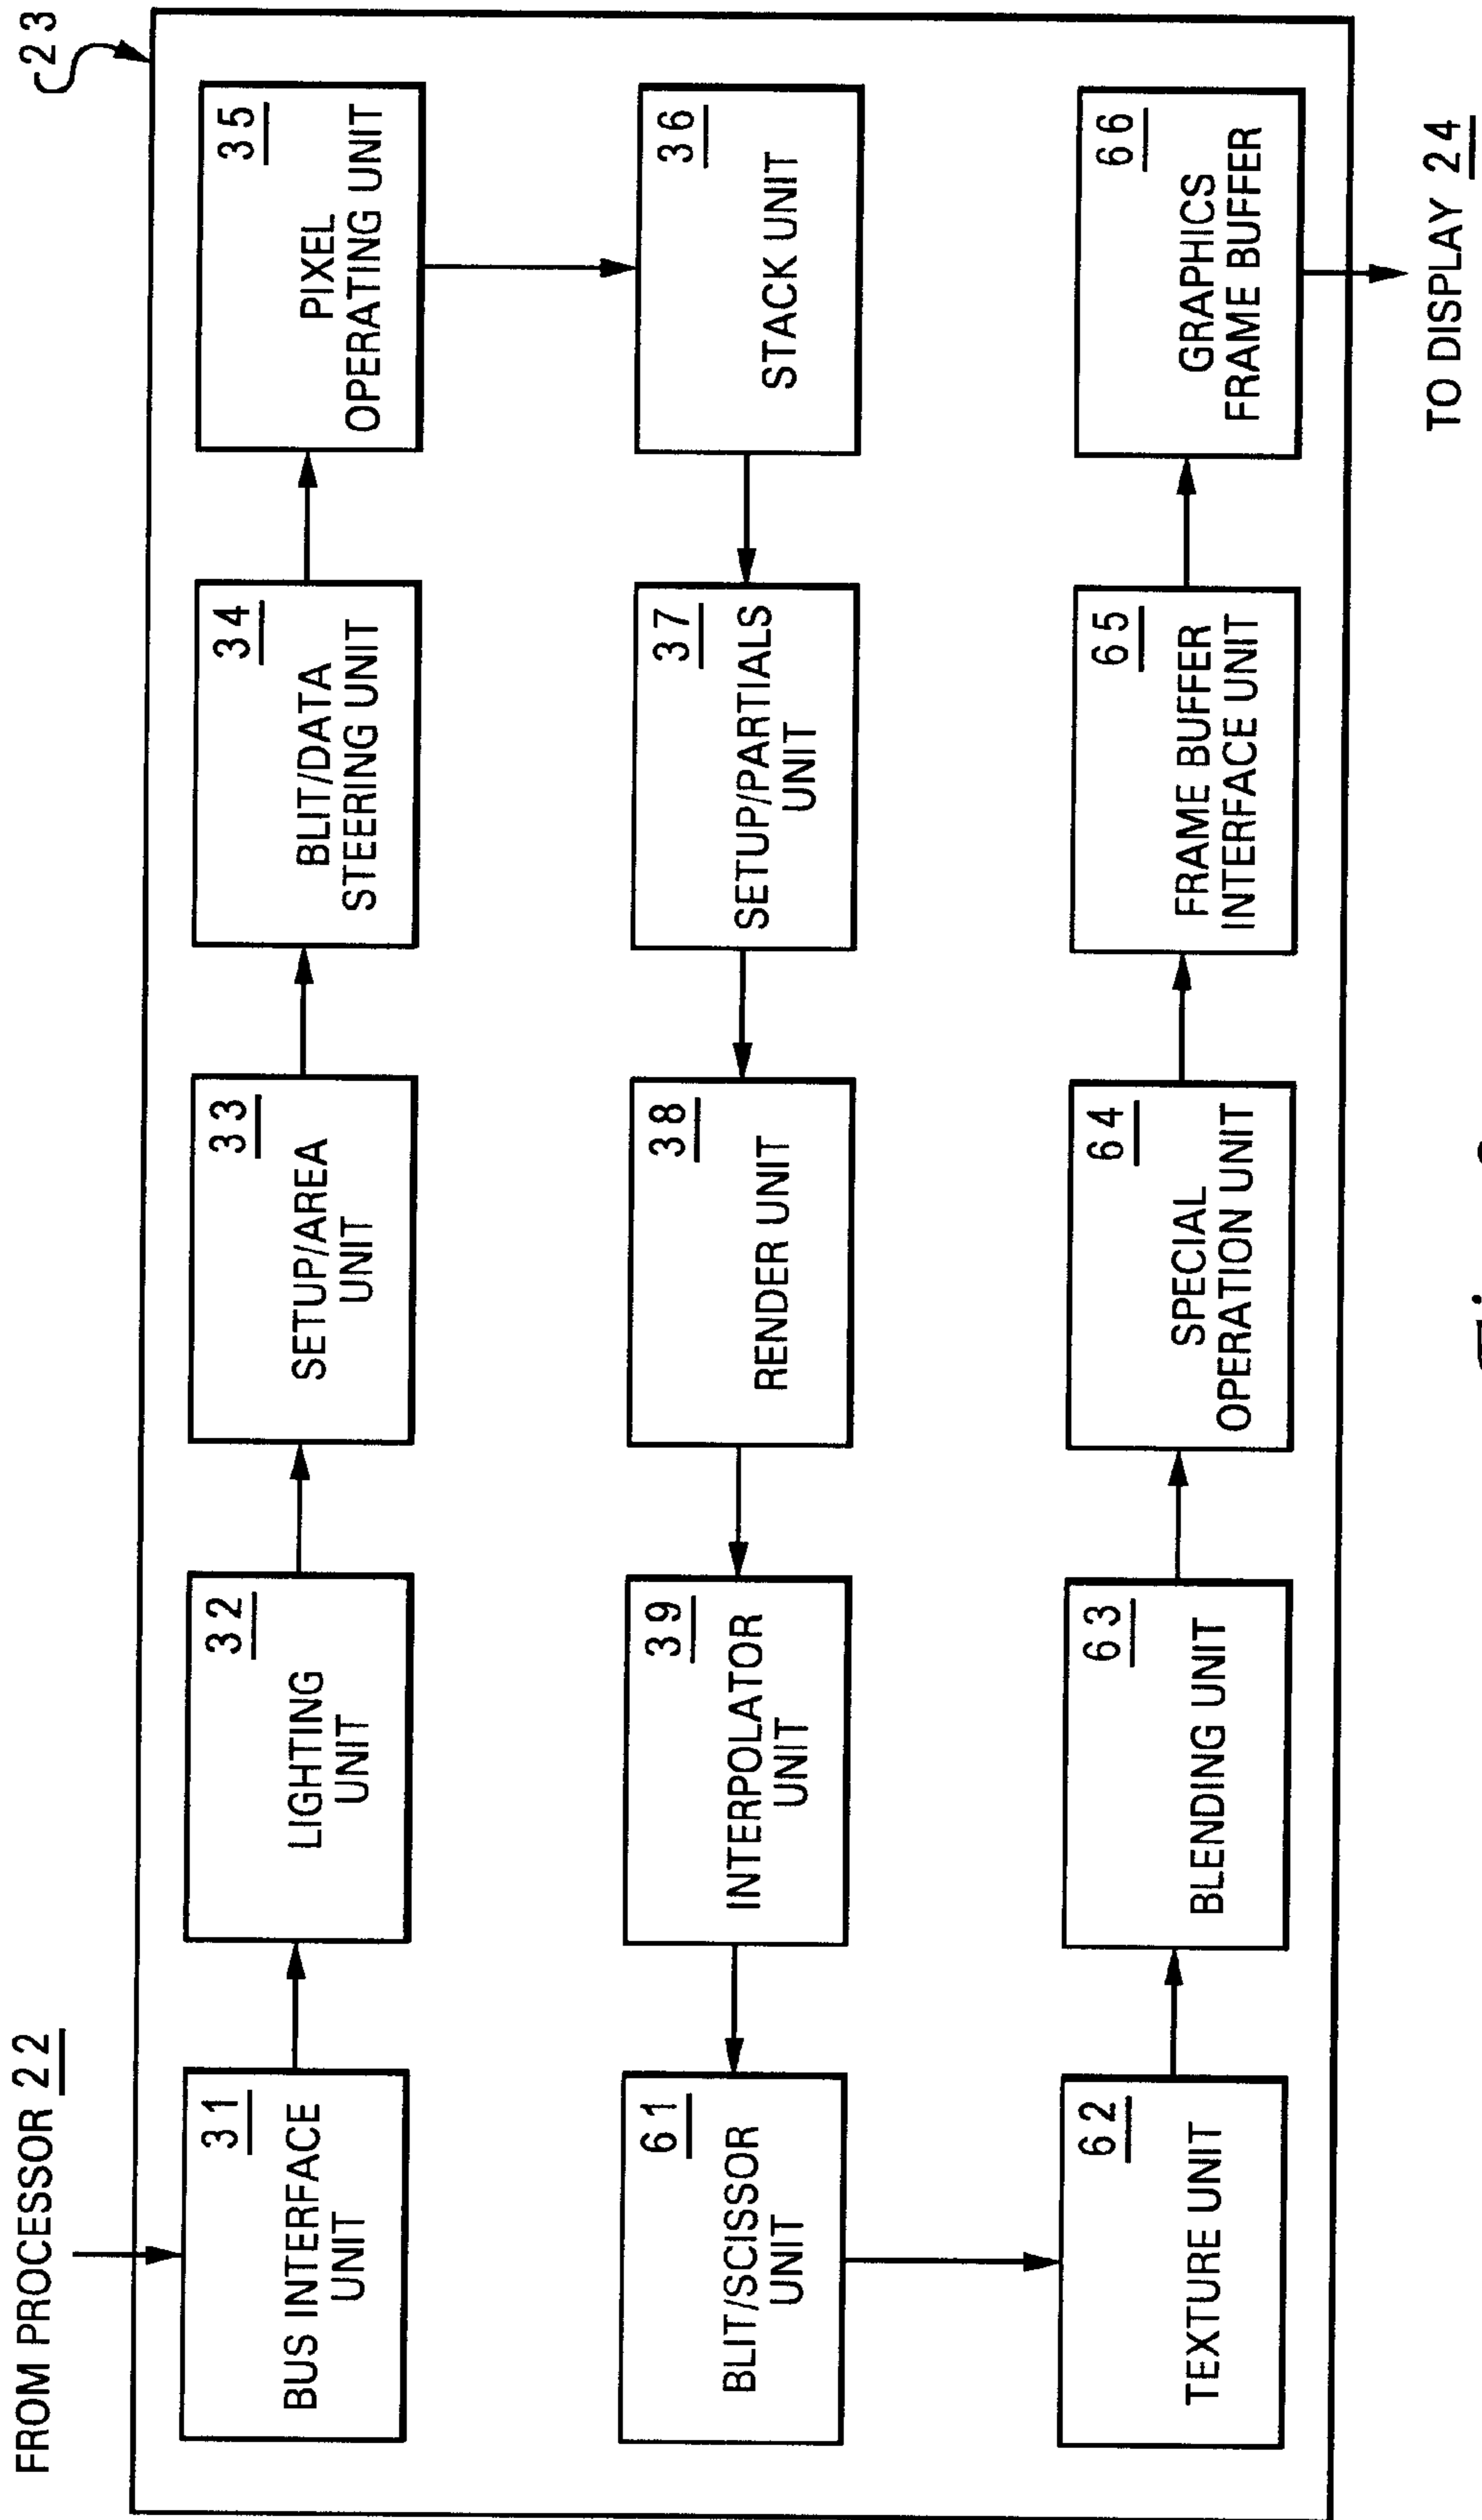 FROM PROCESSOR 22
23
31
BUS INTERFACE
UNIT
32
LIGHTING
UNIT
33
SETUP/AREA
UNIT
34
BLIT/DATA
STEERING UNIT
35
PIXEL
OPERATING UNIT
36
STACK UNIT
37
SETUP/PARTIALS
UNIT
38
RENDER UNIT
39
INTERPOLATOR
UNIT
61
BLIT/SCISSOR
UNIT
62
TEXTURE UNIT
63
BLENDING UNIT
64
SPECIAL
OPERATION UNIT
65
FRAME BUFFER
INTERFACE UNIT
66
GRAPHICS
FRAME BUFFER
TO DISPLAY 24